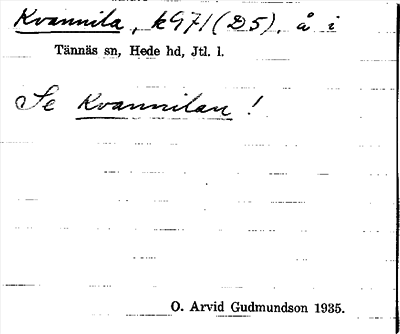 Kvannila, k971(D5), å i
Tännäs sn, Hede hd, Jtl. l.
Se Kvannilan !
O. Arvid Gudmundson 1935.